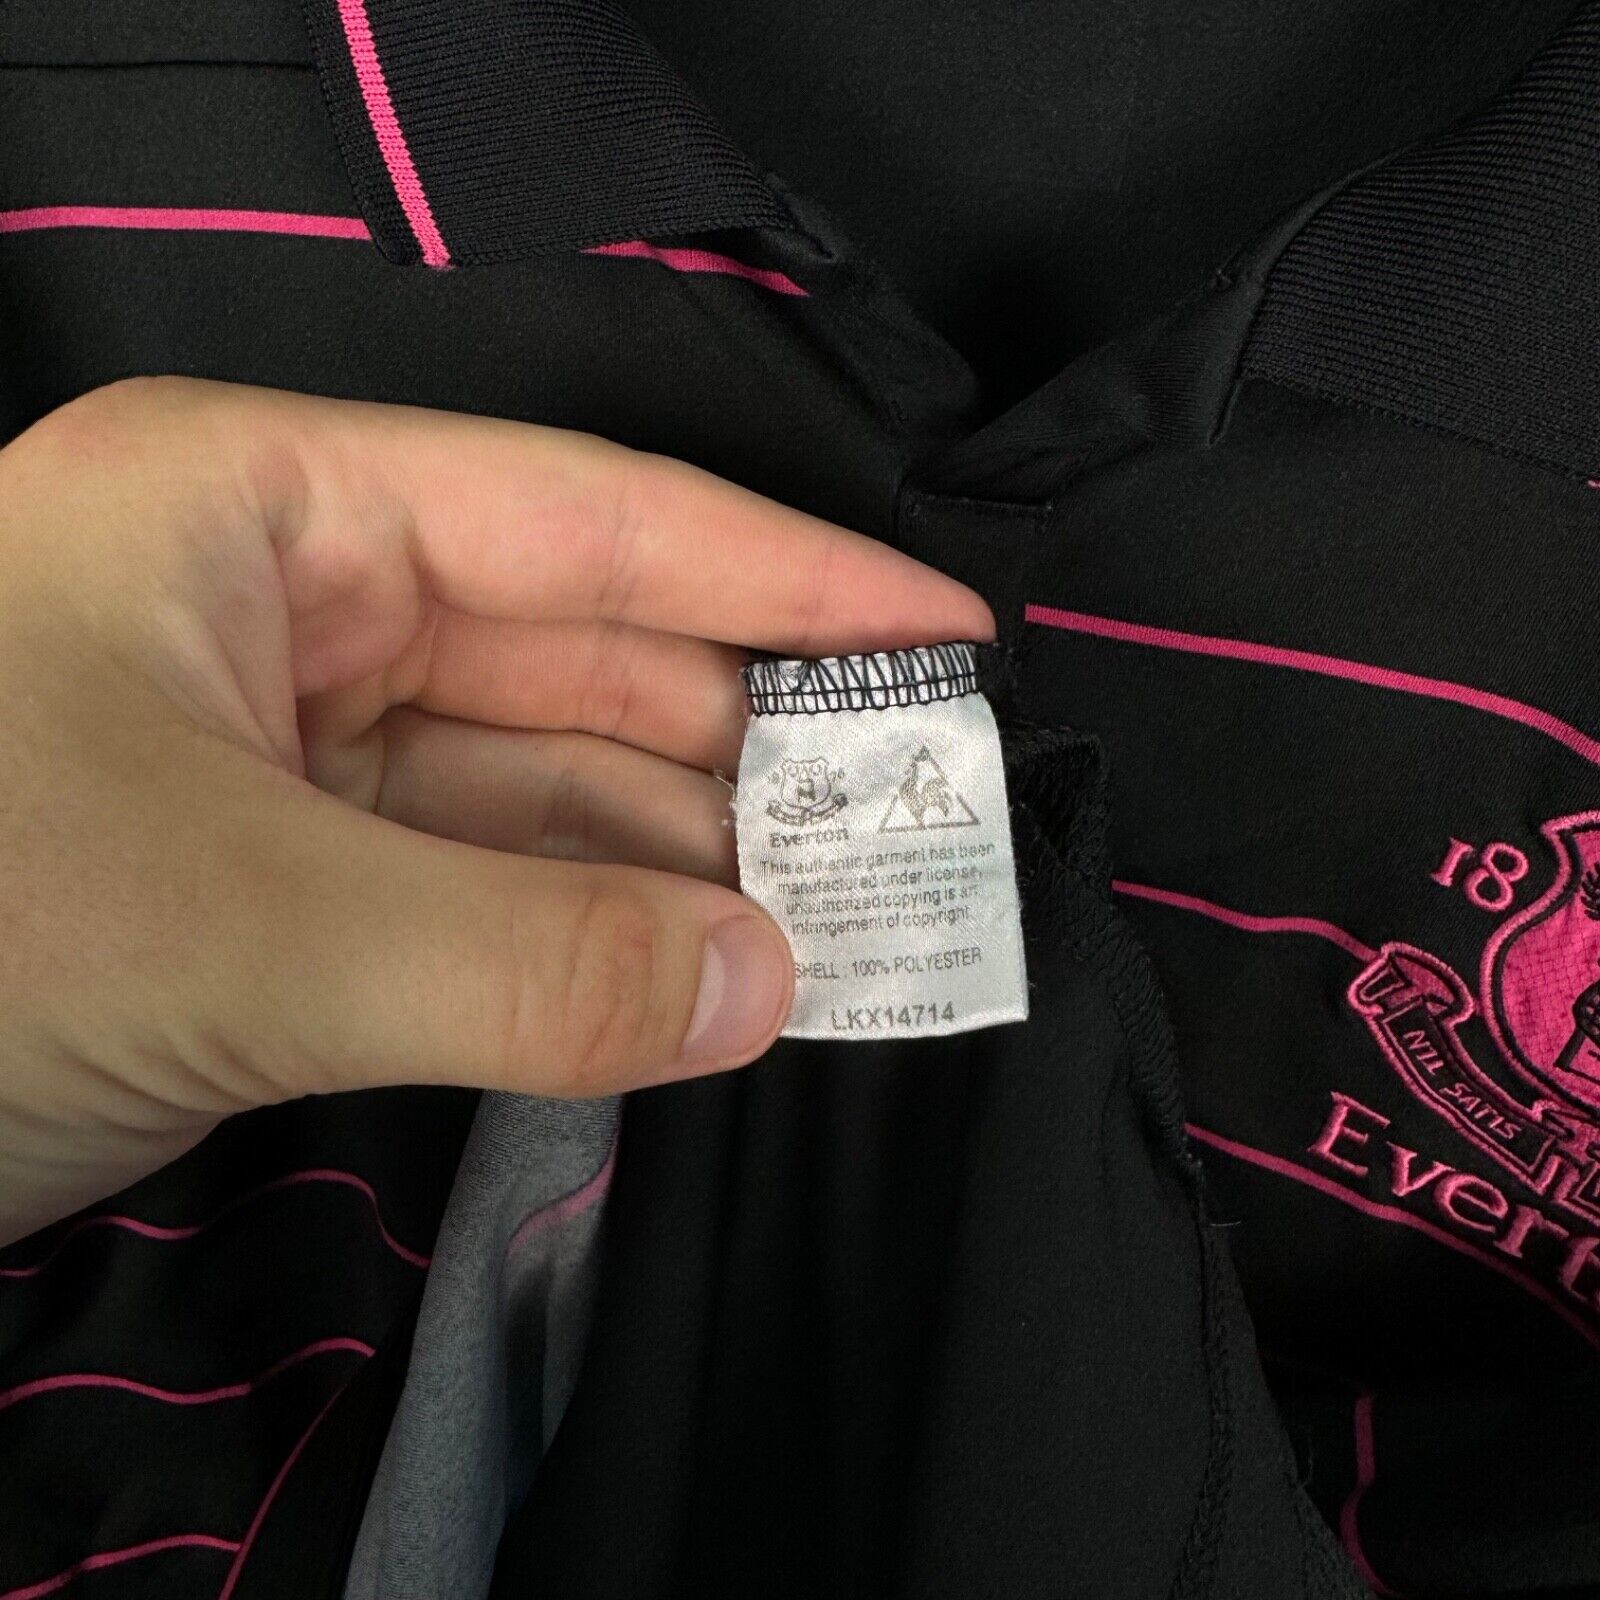 Everton
This authentic garment has been
manufactured under license,
unauthorized copying is an
infringement of copyright
SHELL : 100% POLYESTER
LKX14714
18
NIL SATIS
Evert